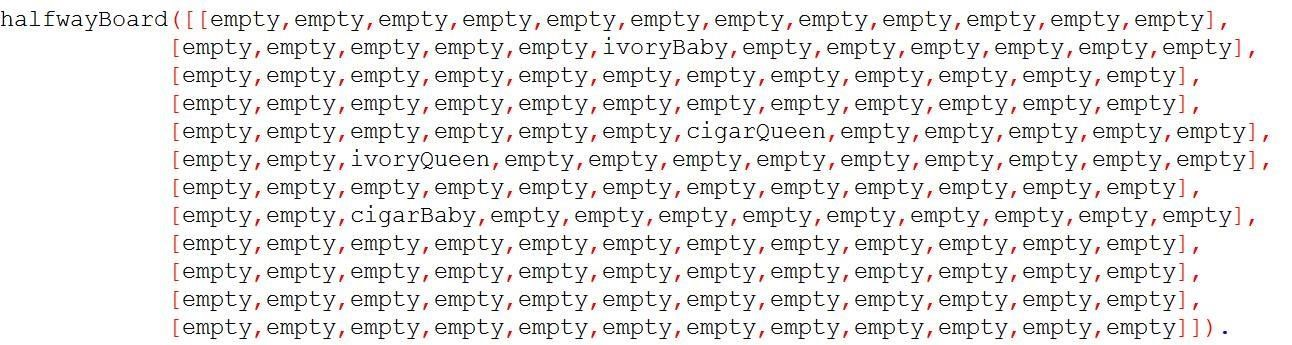 halfwayBoard([[empty,empty,empty,empty,empty,empty,empty,empty,empty,empty,empty,empty],
[empty,empty,empty,empty,empty,ivoryBaby,empty,empty,empty,empty,empty,empty],
[empty,empty,empty,empty,empty,empty,empty,empty,empty,empty,empty,empty],
[empty,empty,empty,empty,empty,empty,empty,empty,empty,empty,empty,empty],
[empty,empty,empty,empty,empty,empty,cigarQueen,empty,empty,empty,empty,empty],
[empty,empty,ivoryQueen,empty,empty,empty,empty,empty,empty,empty,empty,empty],
[empty,empty,empty,empty,empty,empty,empty,empty,empty,empty,empty,empty],
[empty,empty,cigarBaby,empty,empty,empty,empty,empty,empty,empty,empty,empty],
[empty,empty,empty,empty,empty,empty,empty,empty,empty,empty,empty,empty],
[empty,empty,empty,empty,empty,empty,empty,empty,empty,empty,empty,empty],
[empty,empty,empty,empty,empty,empty,empty,empty,empty,empty,empty,empty],
[empty,empty,empty,empty,empty,empty,empty,empty,empty,empty,empty,empty]]).